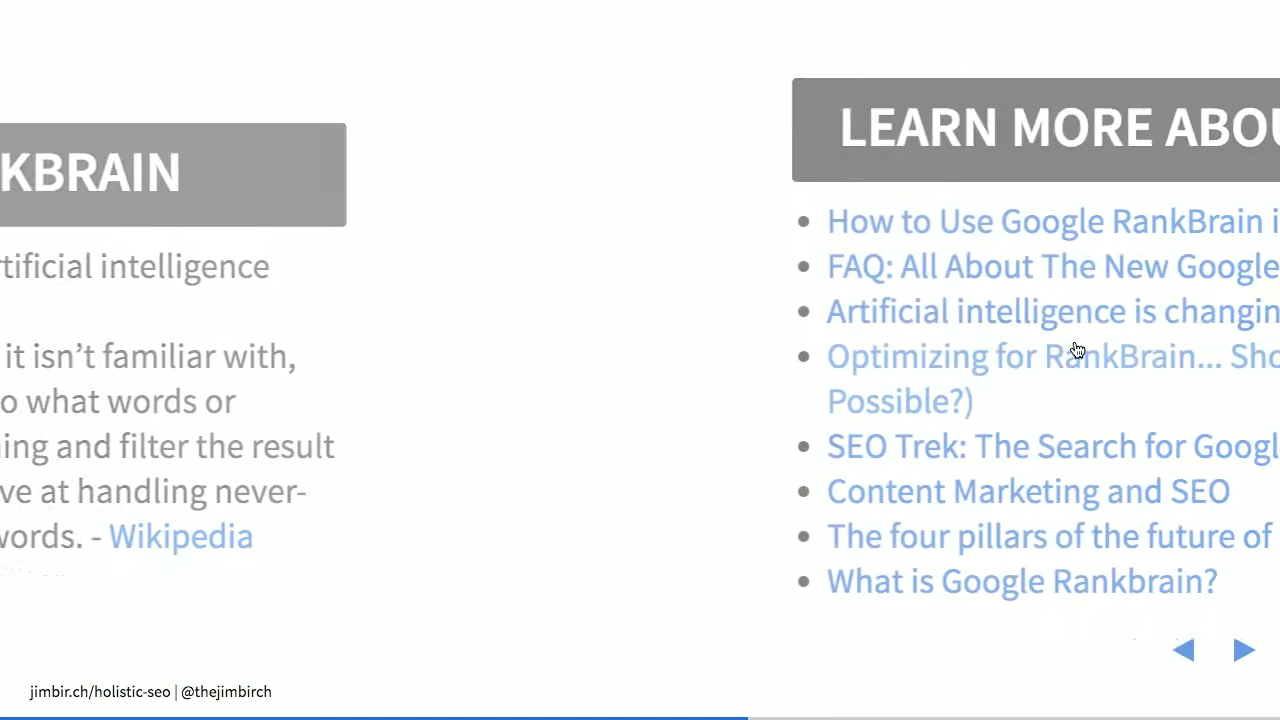 KBRAIN
rtificial intelligence
it isn’t familiar with,
o what words or
ning and filter the result
ve at handling never-
words. - Wikipedia
LEARN MORE ABOU
How to Use Google RankBrain i
FAQ: All About The New Google
Artificial intelligence is changin
Optimizing for RankBrain... Sho
Possible?)
SEO Trek: The Search for Googl
Content Marketing and SEO
The four pillars of the future of
What is Google Rankbrain?
jimbir.ch/holistic-seo | @thejimbirch